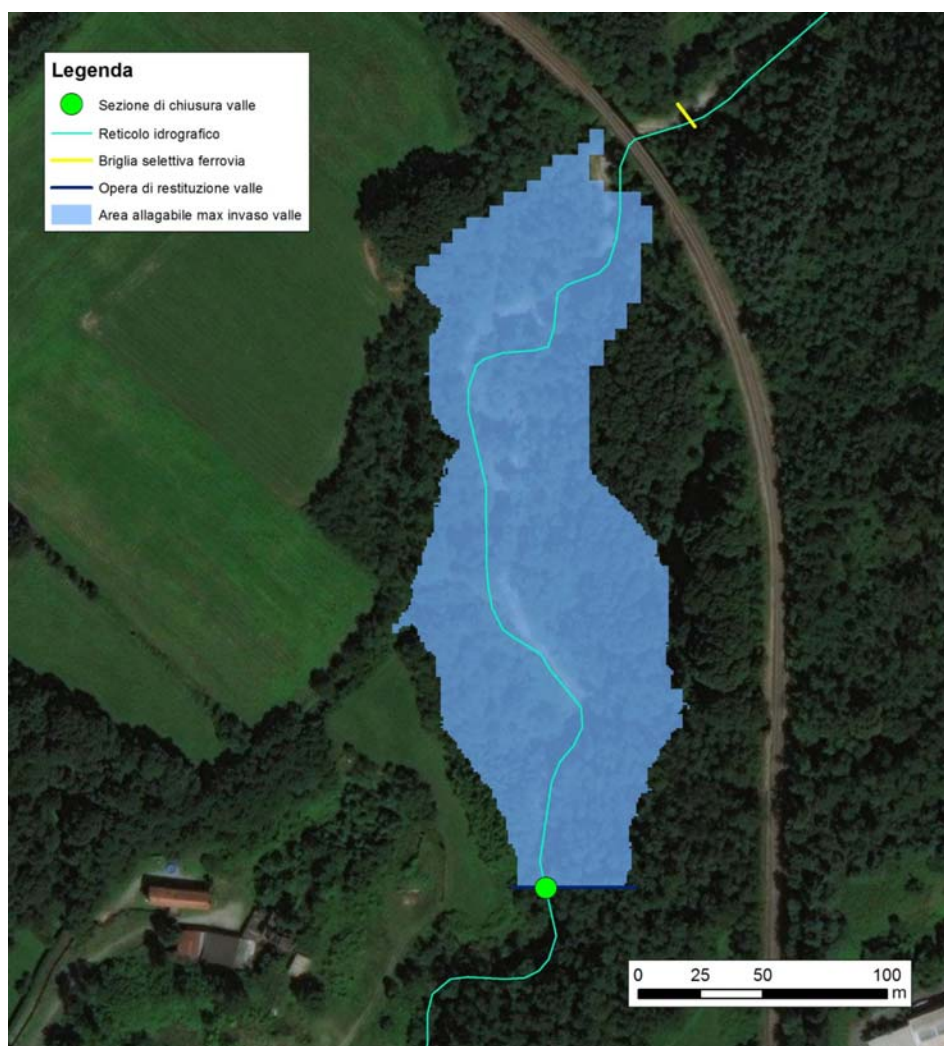 Legenda
Sezione di chiusura valle
Reticolo idrografico
Briglia selettiva ferrovia
Opera di restituzione valle
Area allagabile max invaso valle
0 25 50 100
m